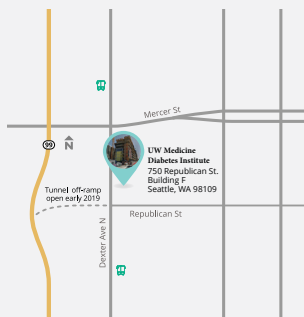 Mercer St
99
N
UW Medicine
Diabetes Institute
750 Republican St.
Building F
Seattle, WA 98109
Tunnel off-ramp
open early 2019
Republican St
Dexter Ave N